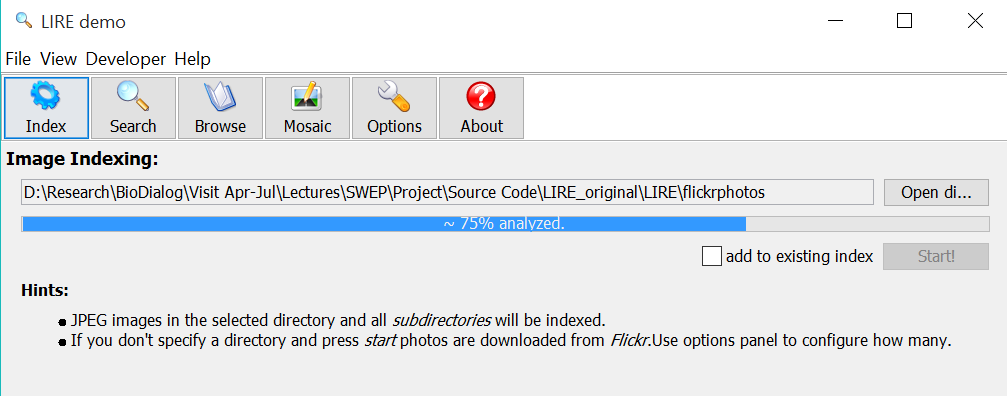 LIRE demo
File View Developer Help
Index Search Browse Mosaic Options About
Image Indexing:
D:\Research\BioDialog\Visit Apr-Jul\Lectures\SWEP\Project\Source Code\LIRE_original\LIRE\flickrphotos Open di...
~ 75% analyzed.
add to existing index Start!
Hints:
JPEG images in the selected directory and all subdirectories will be indexed.
If you don't specify a directory and press start photos are downloaded from Flickr.Use options panel to configure how many.